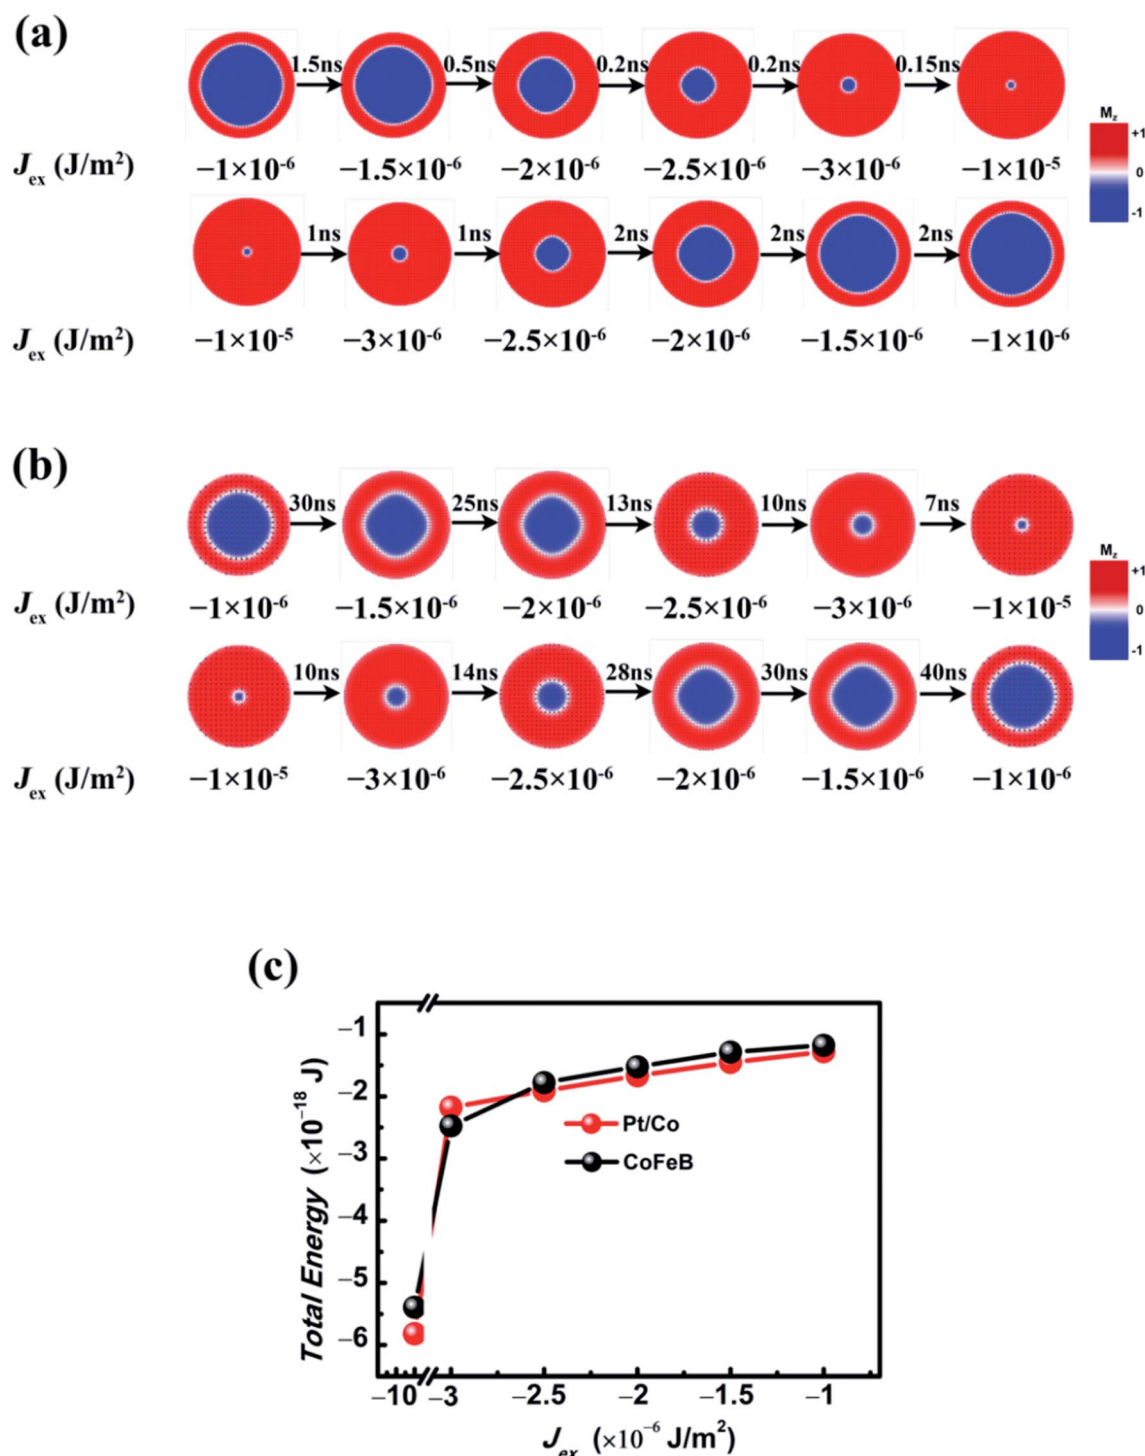 (a)
1.5ns 0.5ns 0.2ns 0.2ns 0.15ns
M_z
+1
0
-1
J_ex (J/m²) −1×10⁻⁶ −1.5×10⁻⁶ −2×10⁻⁶ −2.5×10⁻⁶ −3×10⁻⁶ −1×10⁻⁵
1ns 1ns 2ns 2ns 2ns
J_ex (J/m²) −1×10⁻⁵ −3×10⁻⁶ −2.5×10⁻⁶ −2×10⁻⁶ −1.5×10⁻⁶ −1×10⁻⁶
(b)
30ns 25ns 13ns 10ns 7ns
M_z
+1
0
-1
J_ex (J/m²) −1×10⁻⁶ −1.5×10⁻⁶ −2×10⁻⁶ −2.5×10⁻⁶ −3×10⁻⁶ −1×10⁻⁵
10ns 14ns 28ns 30ns 40ns
J_ex (J/m²) −1×10⁻⁵ −3×10⁻⁶ −2.5×10⁻⁶ −2×10⁻⁶ −1.5×10⁻⁶ −1×10⁻⁶
(c)
Total Energy (×10⁻¹⁸ J)
−1
−2
−3
−4
−5
−6
Pt/Co
CoFeB
−10 −3 −2.5 −2 −1.5 −1
J_ex (×10⁻⁶ J/m²)